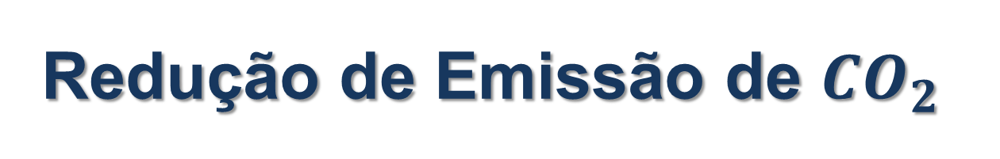 Redução de Emissão de CO₂